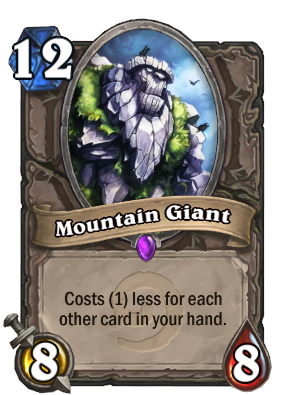 12
Mountain Giant
Costs (1) less for each
other card in your hand.
8 8